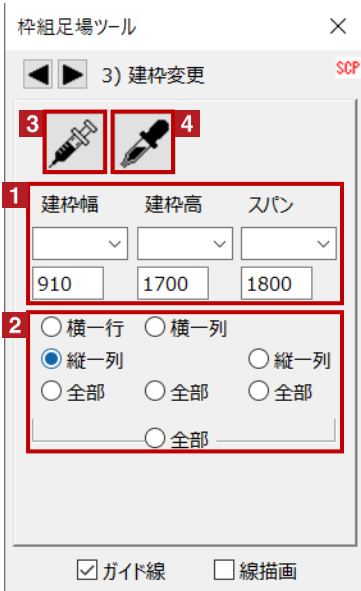 枠組足場ツール
3) 建枠変更
SCP
3 4
1
建枠幅 建枠高 スパン
910 1700 1800
2
横一行 横一列
縦一列 縦一列
全部 全部 全部
全部
ガイド線 線描画